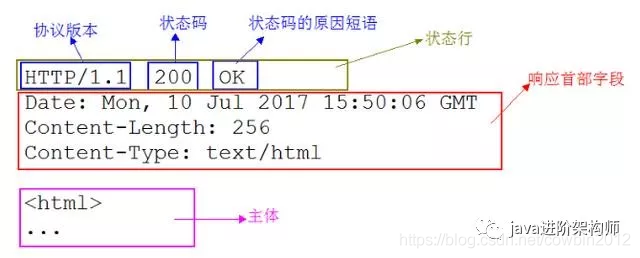 协议版本 状态码 状态码的原因短语
状态行
HTTP/1.1 200 OK
响应首部字段
Date: Mon, 10 Jul 2017 15:50:06 GMT
Content-Length: 256
Content-Type: text/html
<html>
...
主体
java进阶架构师
https://blog.csdn.net/cowbin2012